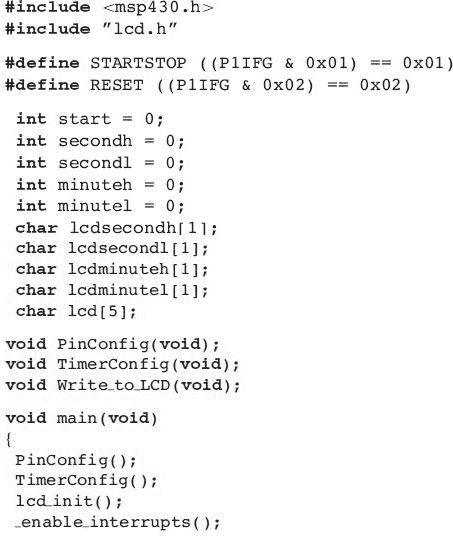 #include <msp430.h>
#include "lcd.h"
#define STARTSTOP ((P1IFG & 0x01) == 0x01)
#define RESET ((P1IFG & 0x02) == 0x02)
int start = 0;
int secondh = 0;
int secondl = 0;
int minuteh = 0;
int minutel = 0;
char lcdsecondh[1];
char lcdsecondl[1];
char lcdminuteh[1];
char lcdminutel[1];
char lcd[5];
void PinConfig(void);
void TimerConfig(void);
void Write_to_LCD(void);
void main(void)
{
PinConfig();
TimerConfig();
lcd_init();
_enable_interrupts();